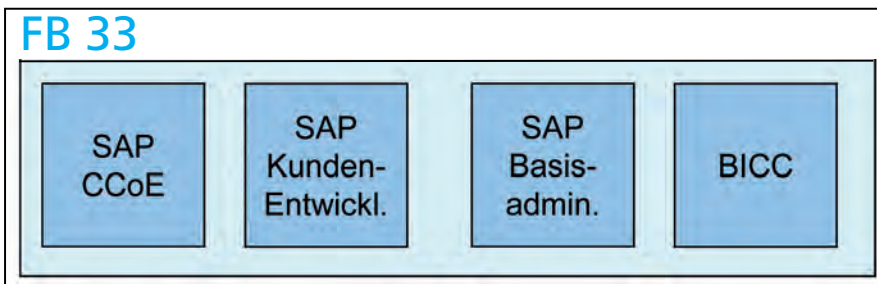 FB 33
SAP
CCoE
SAP
Kunden-
Entwickl.
SAP
Basis-
admin.
BICC